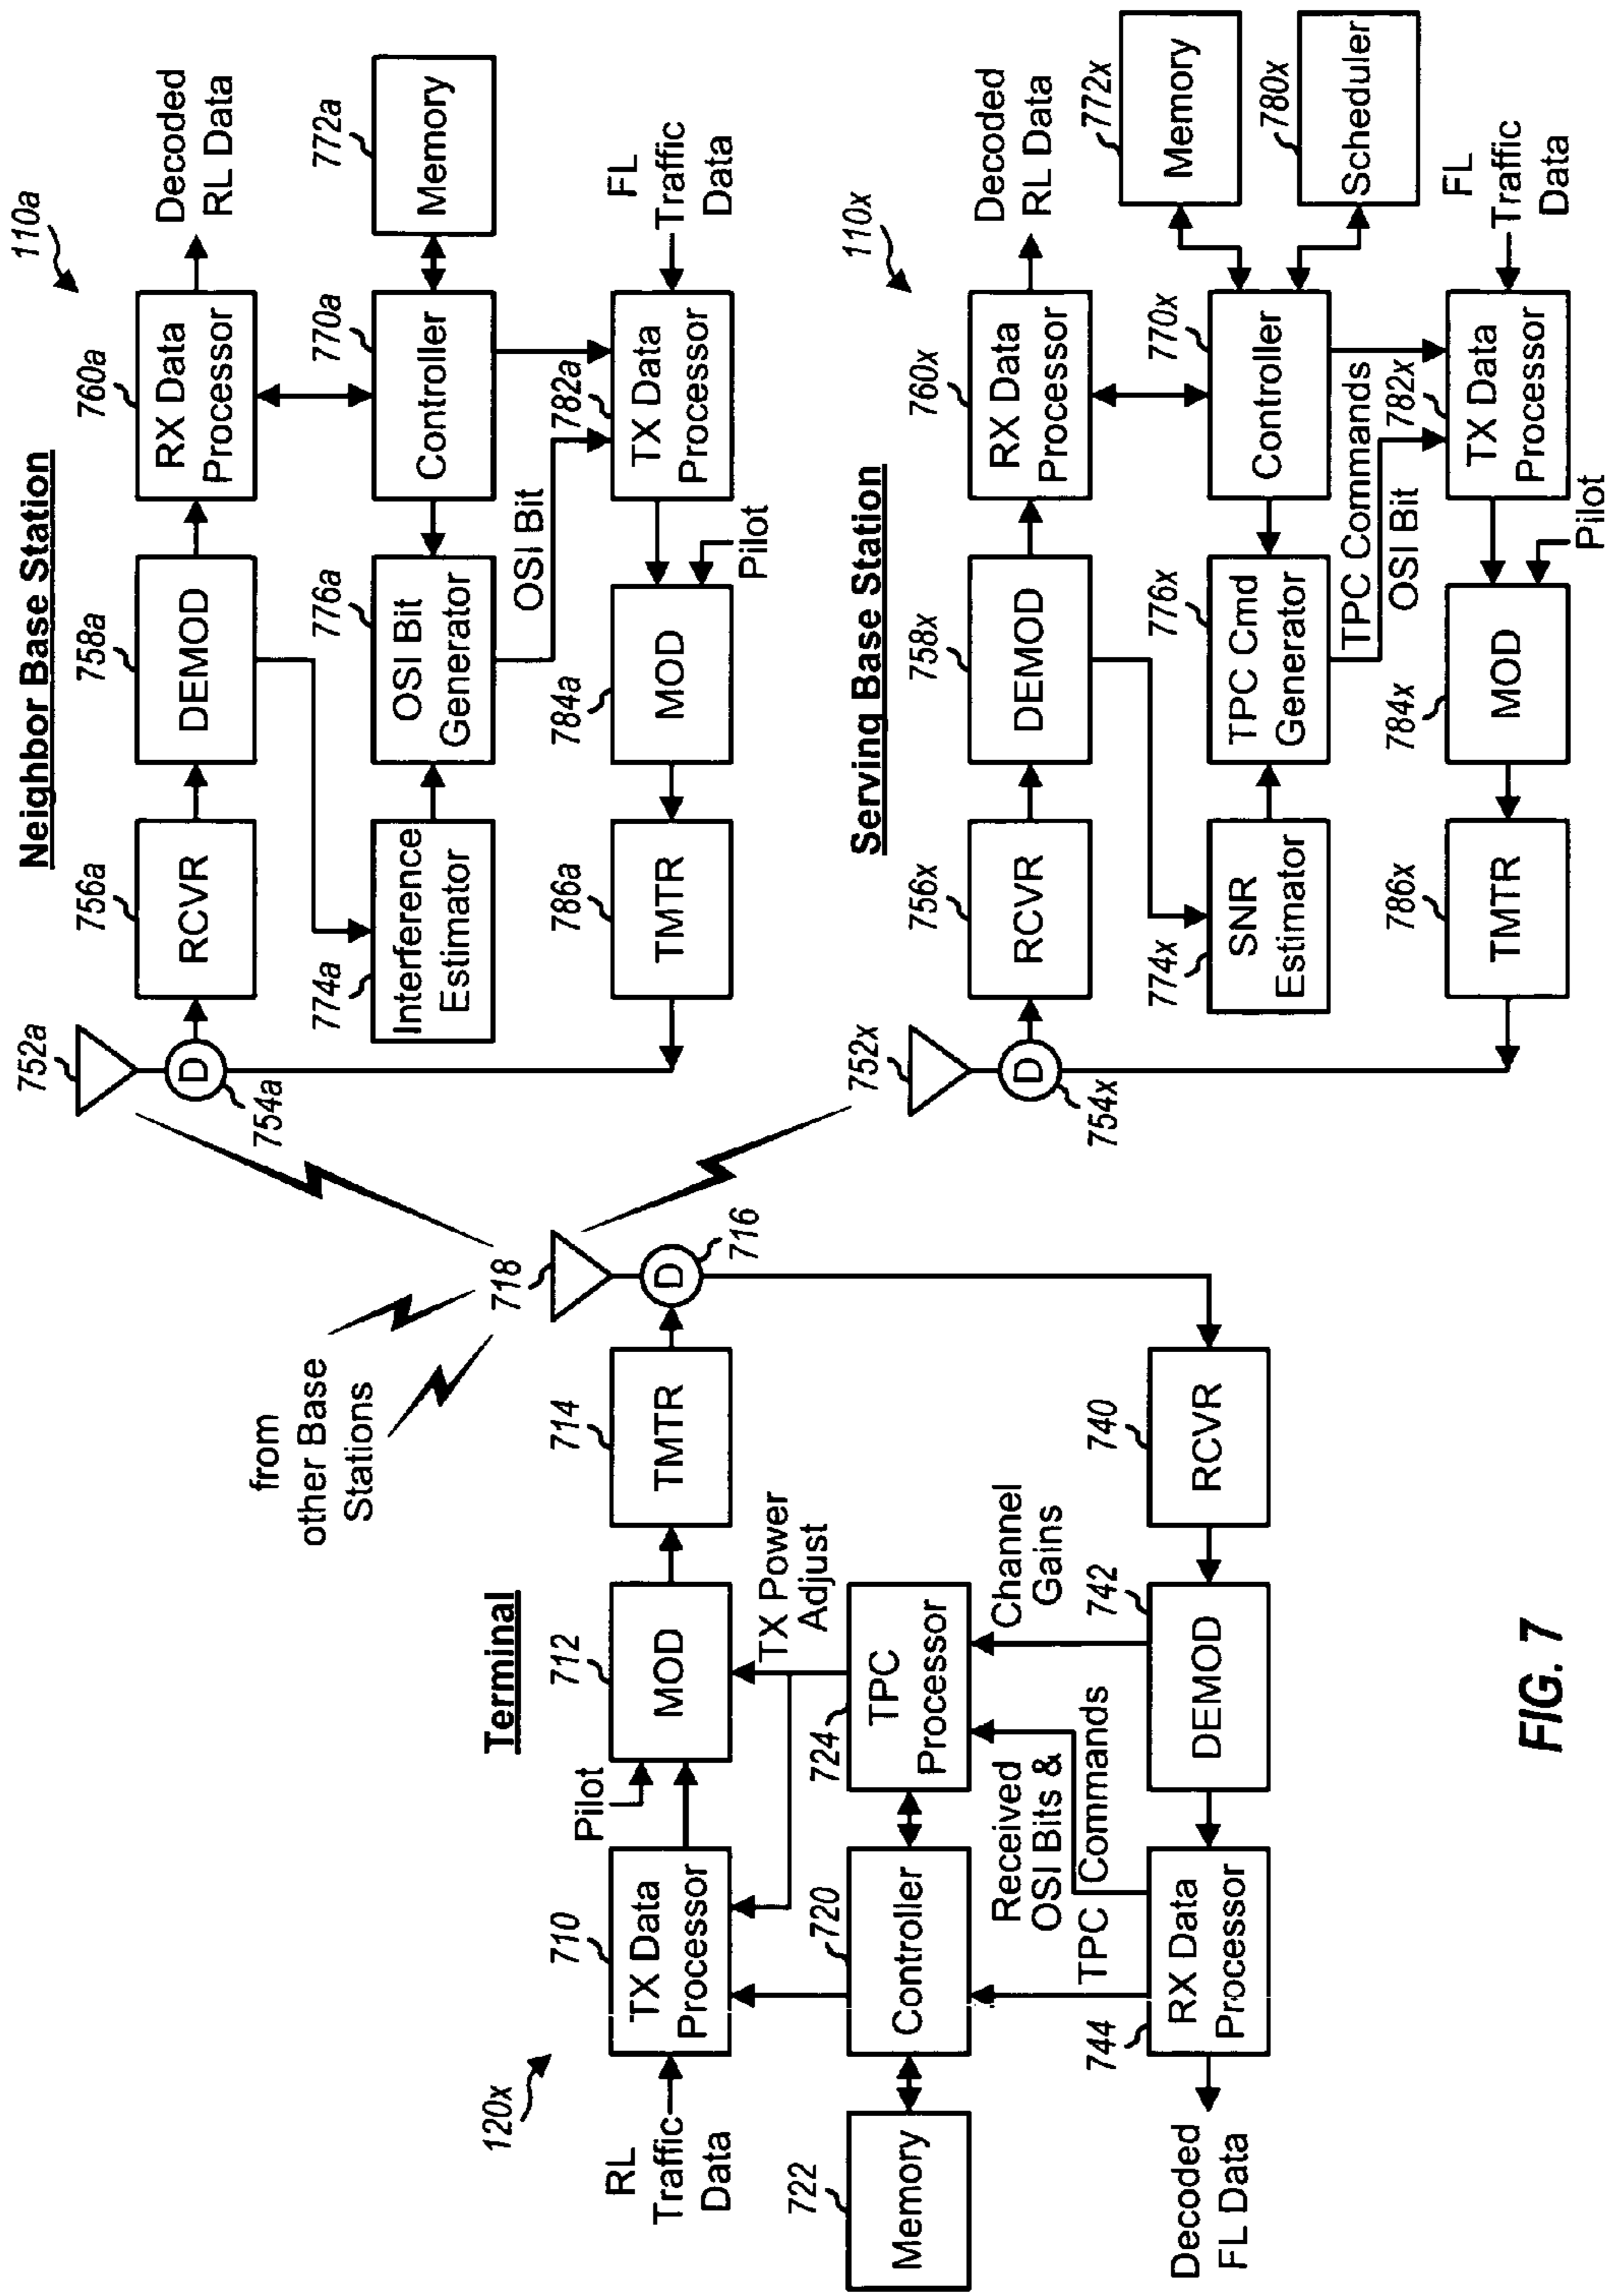 120x
Terminal
RL
Traffic
Data
710
TX Data
Processor
Pilot
712
MOD
714
TMTR
716
D
718
from
other Base
Stations
TX Power
Adjust
722
Memory
720
Controller
724
TPC
Processor
Received
OSI Bits &
TPC Commands
Channel
Gains
Decoded
FL Data
744
RX Data
Processor
742
DEMOD
740
RCVR
Neighbor Base Station
110a
752a
D
754a
756a
RCVR
758a
DEMOD
760a
RX Data
Processor
Decoded
RL Data
774a
Interference
Estimator
776a
OSI Bit
Generator
770a
Controller
772a
Memory
OSI Bit
786a
TMTR
784a
MOD
Pilot
782a
TX Data
Processor
FL
Traffic
Data
Serving Base Station
110x
752x
D
754x
756x
RCVR
758x
DEMOD
760x
RX Data
Processor
Decoded
RL Data
774x
SNR
Estimator
776x
TPC Cmd
Generator
770x
Controller
772x
Memory
780x
Scheduler
TPC Commands
OSI Bit
786x
TMTR
784x
MOD
Pilot
782x
TX Data
Processor
FL
Traffic
Data
FIG. 7